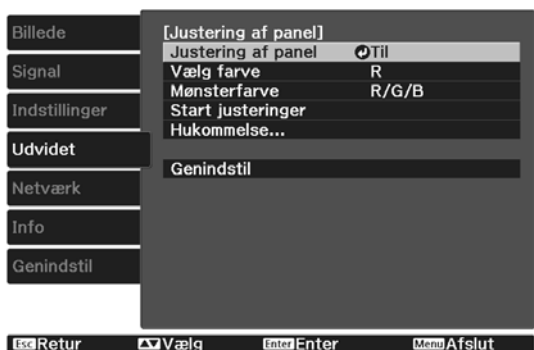 Billede
Signal
Indstillinger
Udvidet
Netværk
Info
Genindstil
[Justering af panel]
Justering af panel Til
Vælg farve R
Mønsterfarve R/G/B
Start justeringer
Hukommelse...
Genindstil
Esc Retur Vælg Enter Enter Menu Afslut